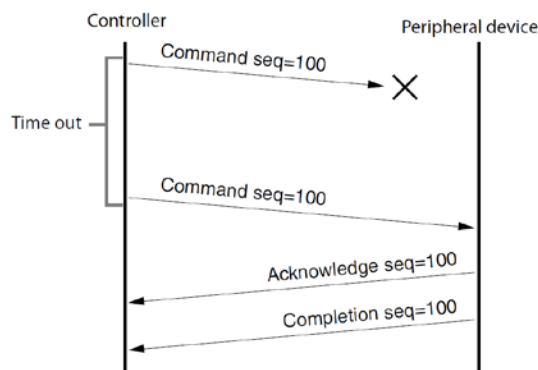 Controller
Peripheral device
Command seq=100
Time out
Command seq=100
Acknowledge seq=100
Completion seq=100